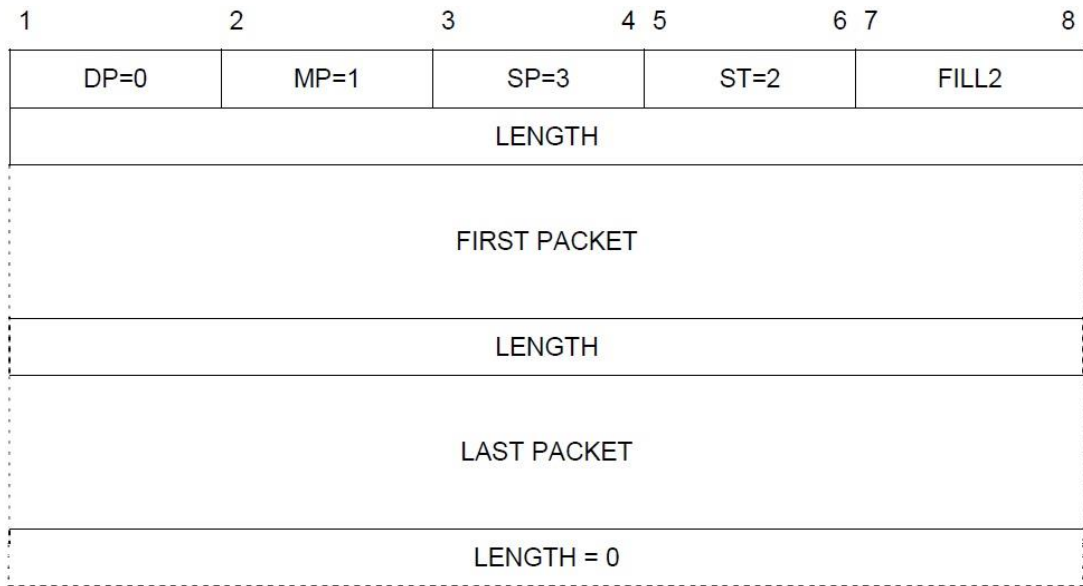 1 2 3 4 5 6 7 8
DP=0 MP=1 SP=3 ST=2 FILL2
LENGTH
FIRST PACKET
LENGTH
LAST PACKET
LENGTH = 0